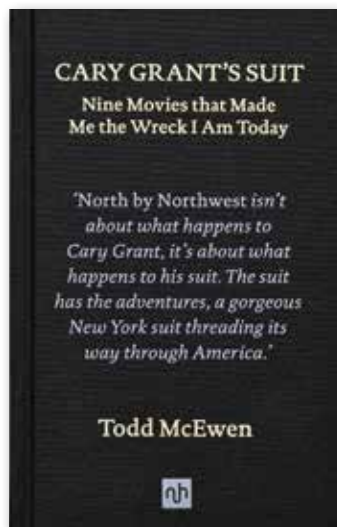 CARY GRANT'S SUIT
Nine Movies that Made
Me the Wreck I Am Today
'North by Northwest isn't
about what happens to
Cary Grant, it's about what
happens to his suit. The suit
has the adventures, a gorgeous
New York suit threading its
way through America.'
Todd McEwen
nh